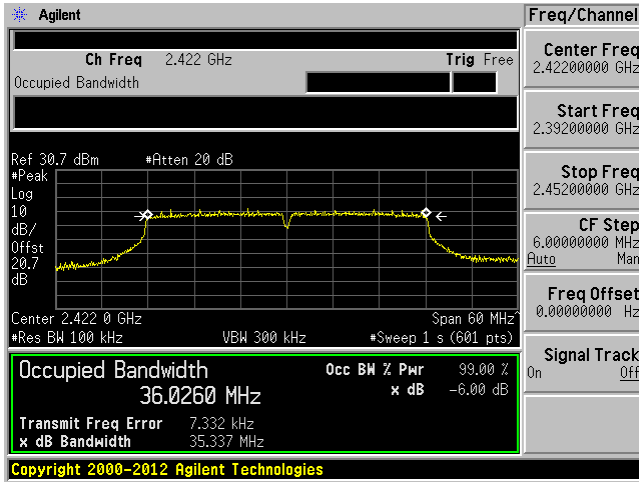 Agilent
Freq/Channel
Ch Freq 2.422 GHz Trig Free
Occupied Bandwidth
Center Freq
2.42200000 GHz
Start Freq
2.39200000 GHz
Stop Freq
2.45200000 GHz
CF Step
6.00000000 MHz
Auto Man
Freq Offset
0.00000000 Hz
Signal Track
On Off
Ref 30.7 dBm #Atten 20 dB
#Peak
Log
10
dB/
Offst
20.7
dB
Center 2.422 0 GHz Span 60 MHz^
#Res BW 100 kHz VBW 300 kHz #Sweep 1 s (601 pts)
Occupied Bandwidth Occ BW % Pwr 99.00 %
36.0260 MHz x dB -6.00 dB
Transmit Freq Error 7.332 kHz
x dB Bandwidth 35.337 MHz
Copyright 2000-2012 Agilent Technologies